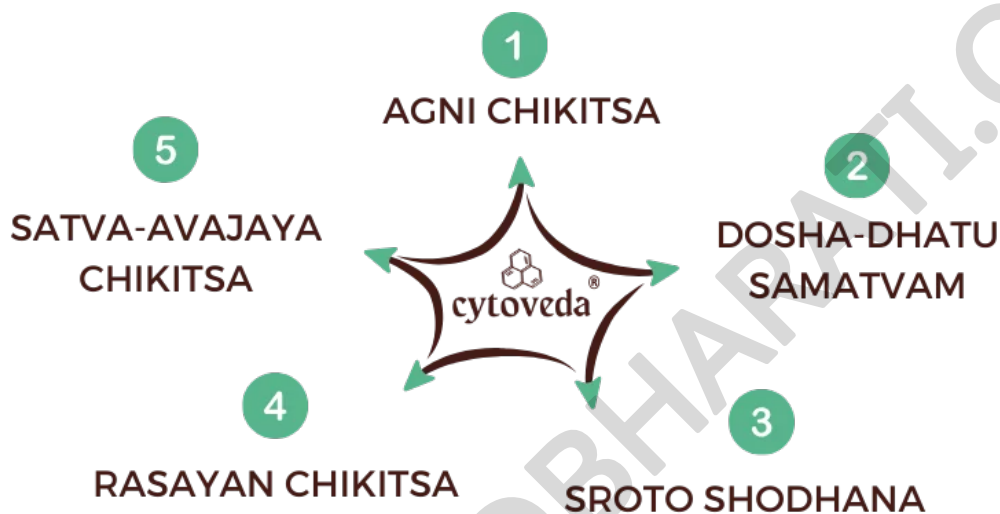 1
AGNI CHIKITSA
2
DOSHA-DHATU
SAMATVAM
3
SROTO SHODHANA
4
RASAYAN CHIKITSA
5
SATVA-AVAJAYA
CHIKITSA
cytoveda®